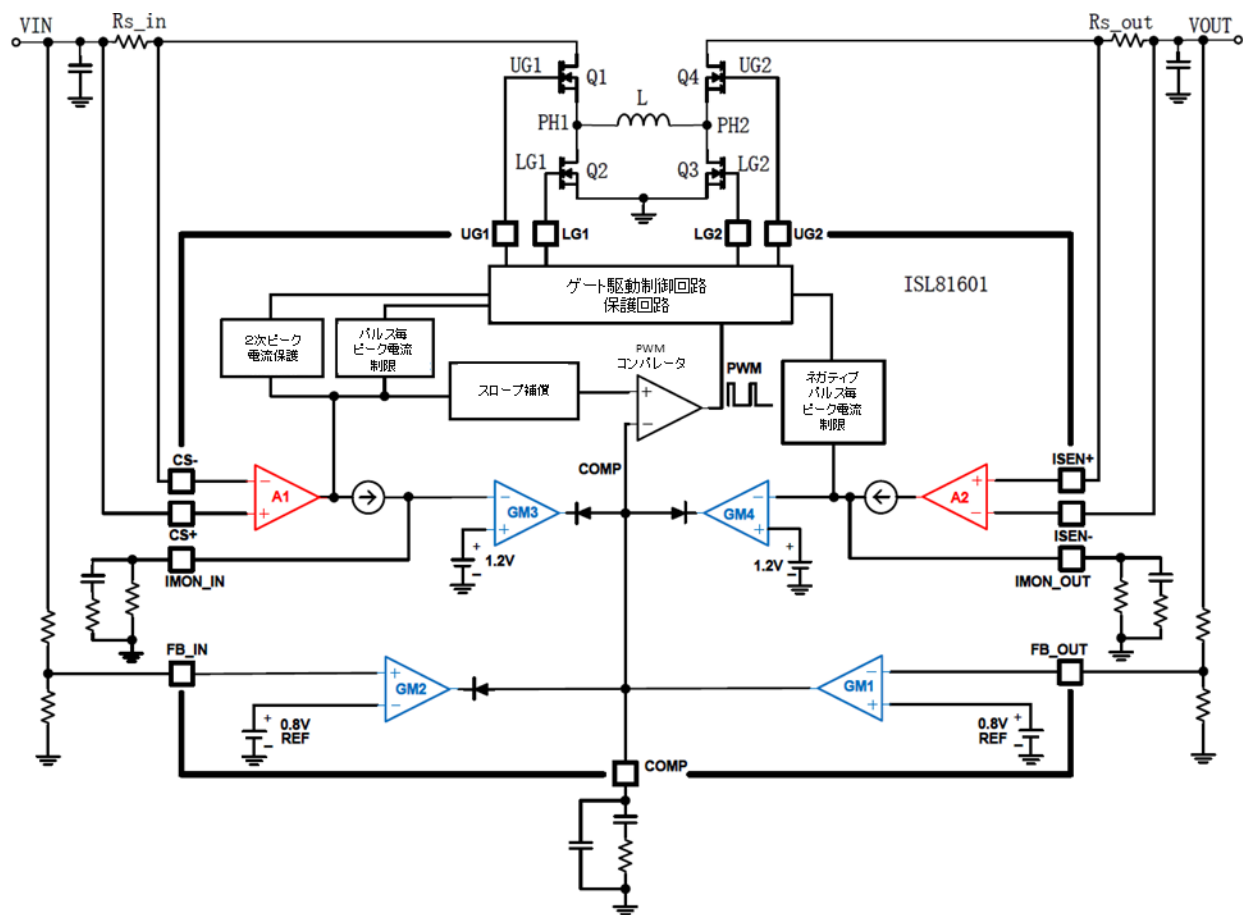 VIN
Rs_in
Rs_out
VOUT
UG1
Q1
Q4
UG2
L
PH1
PH2
LG1
Q2
Q3
LG2
UG1
LG1
LG2
UG2
ゲート駆動制御回路
保護回路
ISL81601
2次ピーク
電流保護
パルス毎
ピーク電流
制限
スロープ補償
PWM
コンパレータ
+
−
PWM
ネガティブ
パルス毎
ピーク電流
制限
COMP
CS-
CS+
IMON_IN
−
A1
+
−
GM3
+
+
−
1.2V
−
GM4
+
+
−
1.2V
+
A2
−
ISEN+
ISEN-
IMON_OUT
FB_IN
+
GM2
−
+
0.8V
−
REF
−
GM1
+
+
0.8V
−
REF
FB_OUT
COMP